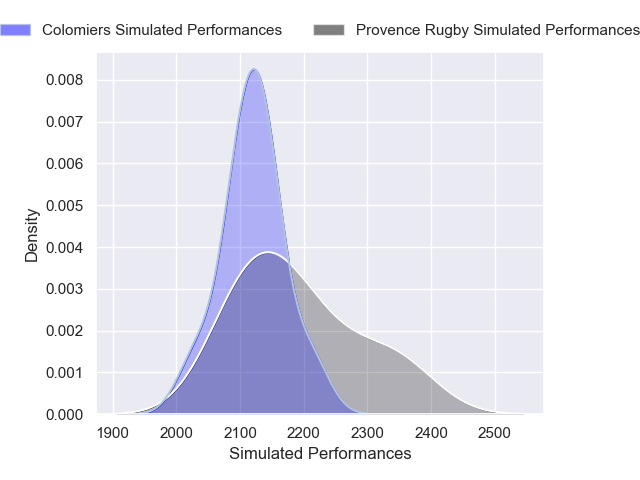 Colomiers Simulated Performances
Provence Rugby Simulated Performances
0.008
0.007
0.006
0.005
0.004
0.003
0.002
0.001
0.000
Density
1900 2000 2100 2200 2300 2400 2500
Simulated Performances